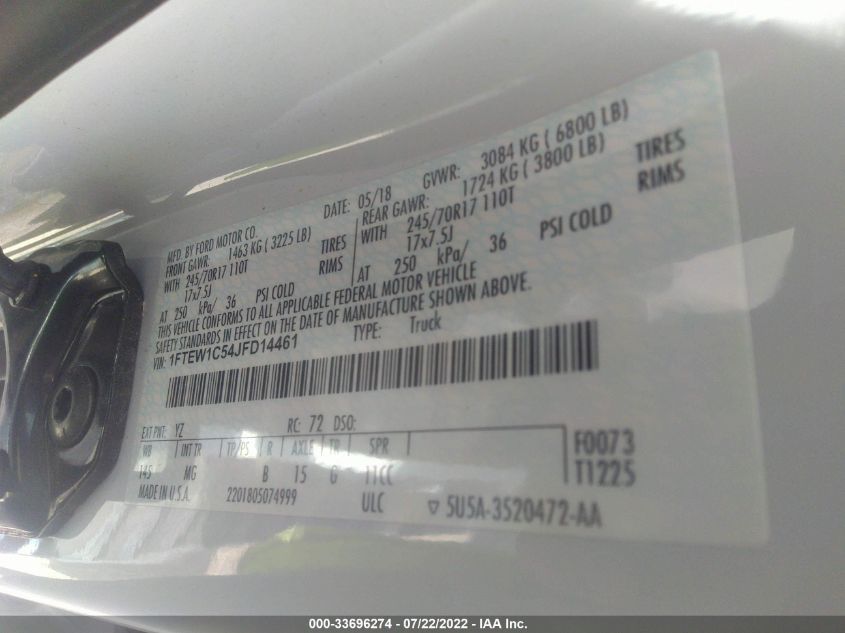 MFD. BY FORD MOTOR CO.
DATE: 05/18 GVWR: 3084 KG ( 6800 LB)
FRONT GAWR: 1463 KG ( 3225 LB)
REAR GAWR: 1724 KG ( 3800 LB)
WITH 245/70R17 110T TIRES
WITH 245/70R17 110T TIRES
17x7.5J RIMS
17x7.5J RIMS
AT 250 kPa/ 36 PSI COLD
AT 250 kPa/ 36 PSI COLD
THIS VEHICLE CONFORMS TO ALL APPLICABLE FEDERAL MOTOR VEHICLE
SAFETY STANDARDS IN EFFECT ON THE DATE OF MANUFACTURE SHOWN ABOVE.
VIN: 1FTEW1C54JFD14461 TYPE: Truck
EXT PNT: YZ RC: 72 DSO:
WB INT TR TP/PS R AXLE TR SPR F0073
145 MG B 15 G 11CC T1225
MADE IN U.S.A. 2201805074999 ULC ▽ 5U5A-3520472-AA
000-33696274 - 07/22/2022 - IAA Inc.